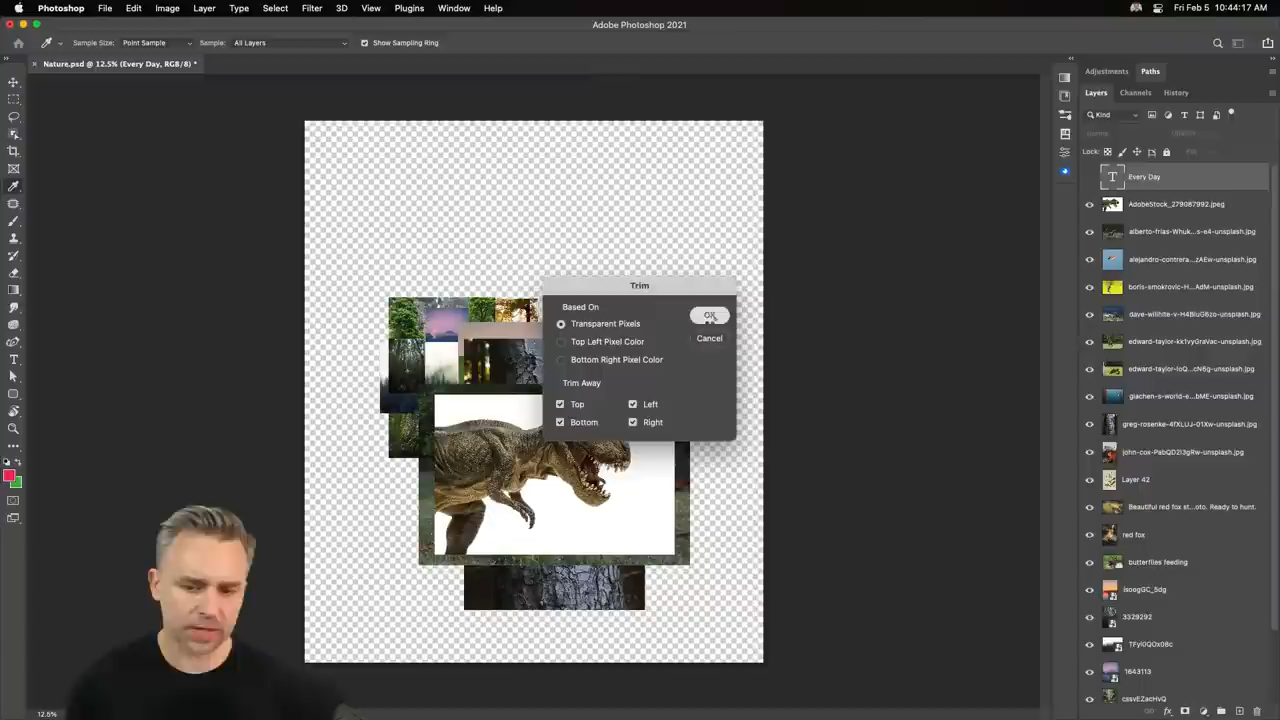 Photoshop File Edit Image Layer Type Select Filter 3D View Plugins Window Help Fri Feb 5 10:44:17 AM
Adobe Photoshop 2021
Sample Size: Point Sample Sample: All Layers Show Sampling Ring
Nature.psd @ 12.5% (Every Day, RGB/8) *
Adjustments Paths
Layers Channels History
Kind
Lock:
Every Day
AdobeStock_279087992.jpeg
alberto-frias-Whuk...s-e4-unsplash.jpg
alejandro-contrera...zAEw-unsplash.jpg
boris-smokrovic-H...AdM-unsplash.jpg
dave-willhite-v-H4BluG6zo-unsplash.jpg
edward-taylor-kk1vyGraVac-unsplash.jpg
edward-taylor-loQ...cN6g-unsplash.jpg
giachen-s-world-e...bME-unsplash.jpg
greg-rosenke-4fXLUJ-01Xw-unsplash.jpg
john-cox-PabQD2l3gRw-unsplash.jpg
Layer 42
Beautiful red fox st...oto. Ready to hunt.
red fox
butterflies feeding
isoogGC_5dg
3329292
TFyl0QOx08c
1643113
cssvEZacHvQ
Trim
Based On
Transparent Pixels
Top Left Pixel Color
Bottom Right Pixel Color
OK
Cancel
Trim Away
Top Left
Bottom Right
12.5%
fx